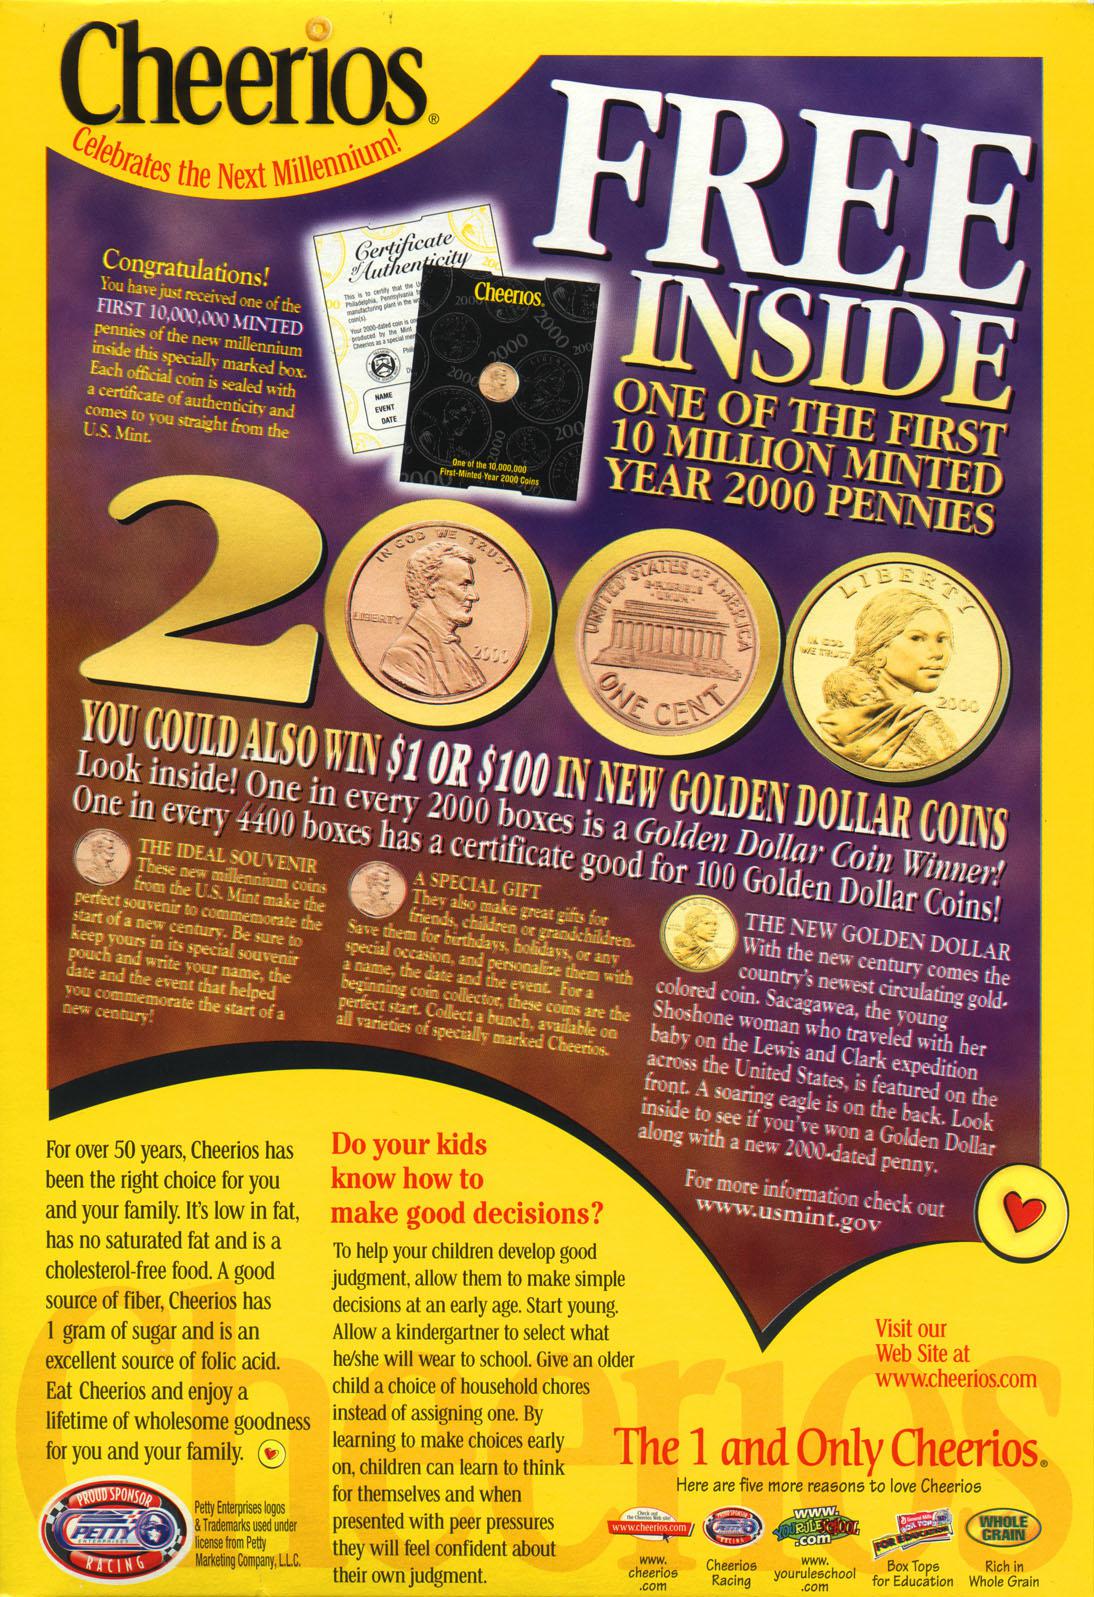 Cheerios®
Celebrates the Next Millennium!
FREE
INSIDE
ONE OF THE FIRST
10 MILLION MINTED
YEAR 2000 PENNIES
Congratulations!
You have just received one of the
FIRST 10,000,000 MINTED
pennies of the new millennium
inside this specially marked box.
Each official coin is sealed with
a certificate of authenticity and
comes to you straight from the
U.S. Mint.
Certificate
of Authenticity
This is to certify that the
Philadelphia, Pennsylvania
manufacturing plant in the
coin(s).
Your 2000-dated coin is
produced by the Mint
Cheerios as a special
NAME
EVENT
DATE
Cheerios®
2000
One of the 10,000,000
First-Minted Year 2000 Coins
2
IN GOD WE TRUST
LIBERTY
2000
UNITED STATES OF AMERICA
E·PLURIBUS
·UNUM·
ONE CENT
LIBERTY
IN GOD
WE TRUST
2000
YOU COULD ALSO WIN $1 OR $100 IN NEW GOLDEN DOLLAR COINS
Look inside! One in every 2000 boxes is a Golden Dollar Coin Winner!
One in every 4400 boxes has a certificate good for 100 Golden Dollar Coins!
THE IDEAL SOUVENIR
These new millennium coins
from the U.S. Mint make the
perfect souvenir to commemorate the
start of a new century. Be sure to
keep yours in its special souvenir
pouch and write your name, the
date and the event that helped
you commemorate the start of a
new century!
A SPECIAL GIFT
They also make great gifts for
friends, children or grandchildren.
Save them for birthdays, holidays, or any
special occasion, and personalize them with
a name, the date and the event. For a
beginning coin collector, these coins are the
perfect start. Collect a bunch, available on
all varieties of specially marked Cheerios.
THE NEW GOLDEN DOLLAR
With the new century comes the
country's newest circulating gold-
colored coin. Sacagawea, the young
Shoshone woman who traveled with her
baby on the Lewis and Clark expedition
across the United States, is featured on the
front. A soaring eagle is on the back. Look
inside to see if you've won a Golden Dollar
along with a new 2000-dated penny.
For more information check out
www.usmint.gov
For over 50 years, Cheerios has
been the right choice for you
and your family. It's low in fat,
has no saturated fat and is a
cholesterol-free food. A good
source of fiber, Cheerios has
1 gram of sugar and is an
excellent source of folic acid.
Eat Cheerios and enjoy a
lifetime of wholesome goodness
for you and your family.
PROUD SPONSOR
PETTY
ENTERPRISES
RACING
Petty Enterprises logos
& Trademarks used under
license from Petty
Marketing Company, L.L.C.
Do your kids
know how to
make good decisions?
To help your children develop good
judgment, allow them to make simple
decisions at an early age. Start young.
Allow a kindergartner to select what
he/she will wear to school. Give an older
child a choice of household chores
instead of assigning one. By
learning to make choices early
on, children can learn to think
for themselves and when
presented with peer pressures
they will feel confident about
their own judgment.
Cheerios
Visit our
Web Site at
www.cheerios.com
The 1 and Only Cheerios®
Here are five more reasons to love Cheerios
Check out
the Cheerios Web site!
www.cheerios.com
www.
cheerios
.com
PROUD SPONSOR
PETTY
RACING
Cheerios
Racing
www.
YOURULESCHOOL
.com
www.
youruleschool
.com
General Mills
BOX TOPS
FOR EDUCATION
Box Tops
for Education
WHOLE
GRAIN
Rich in
Whole Grain